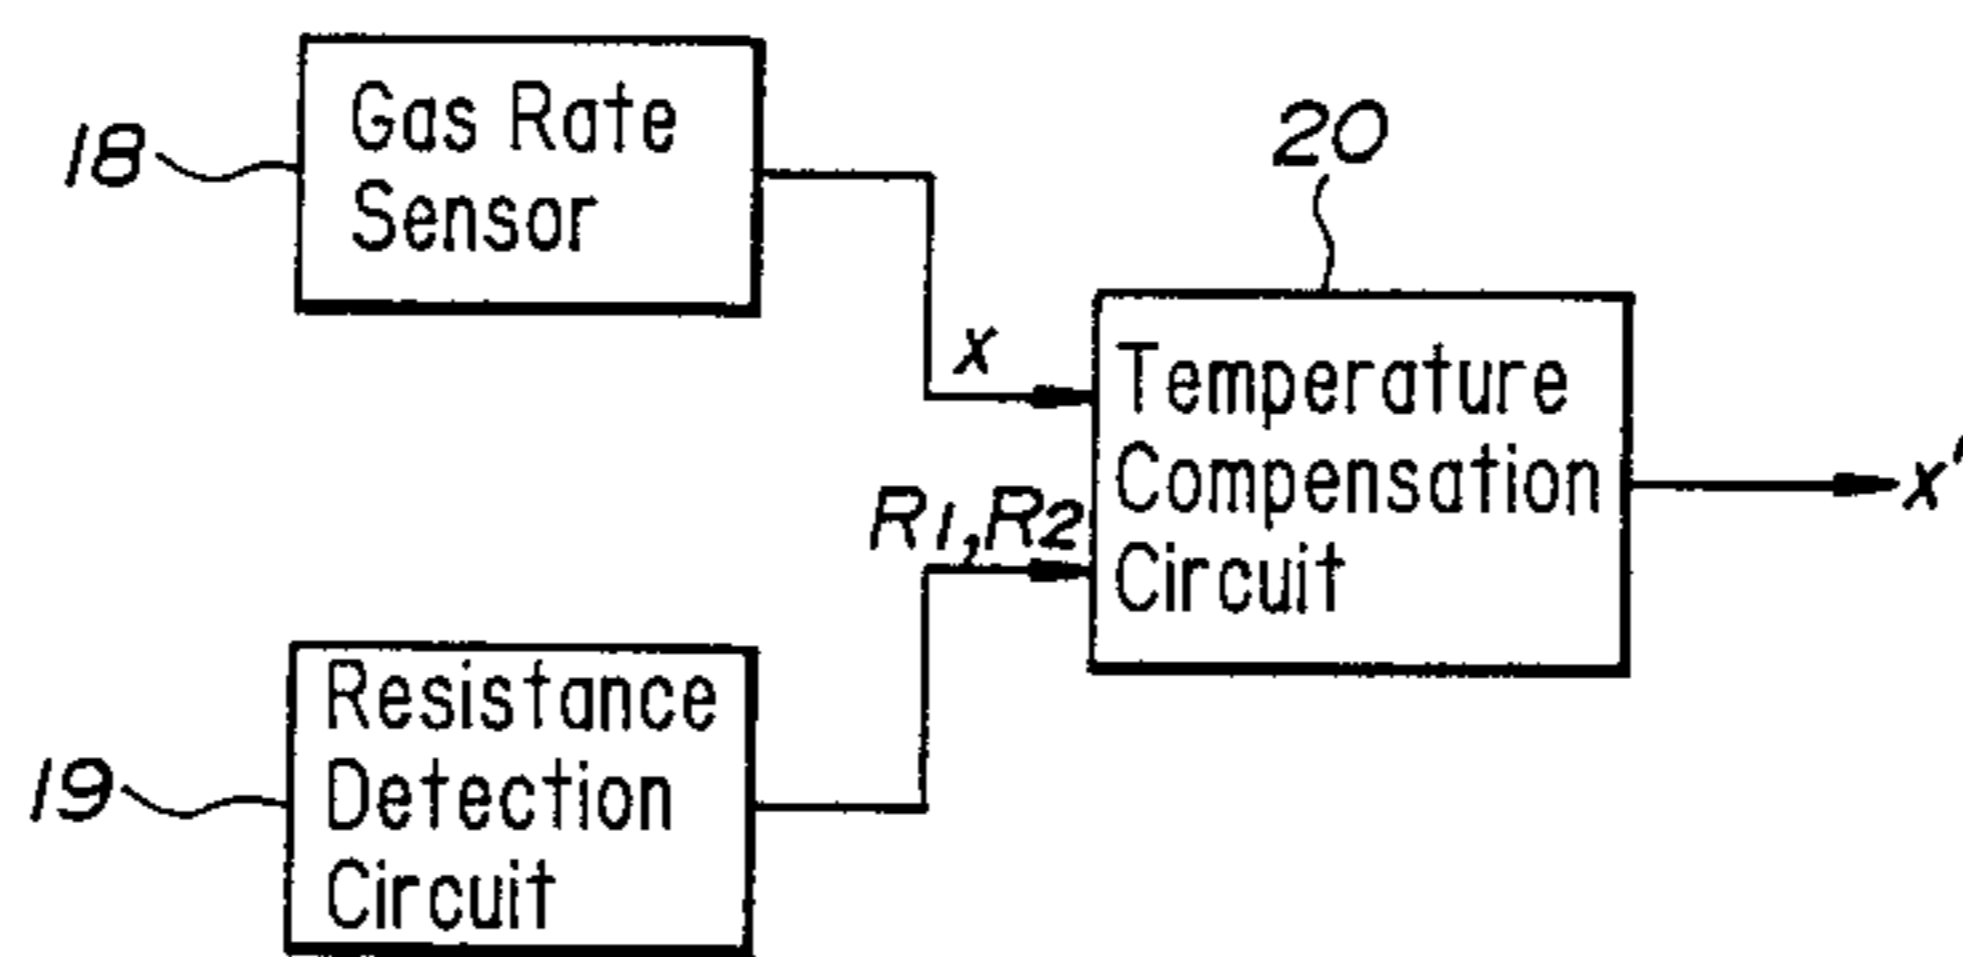 18
Gas Rate
Sensor
20
x
Temperature
Compensation
Circuit
x'
R1,R2
19
Resistance
Detection
Circuit